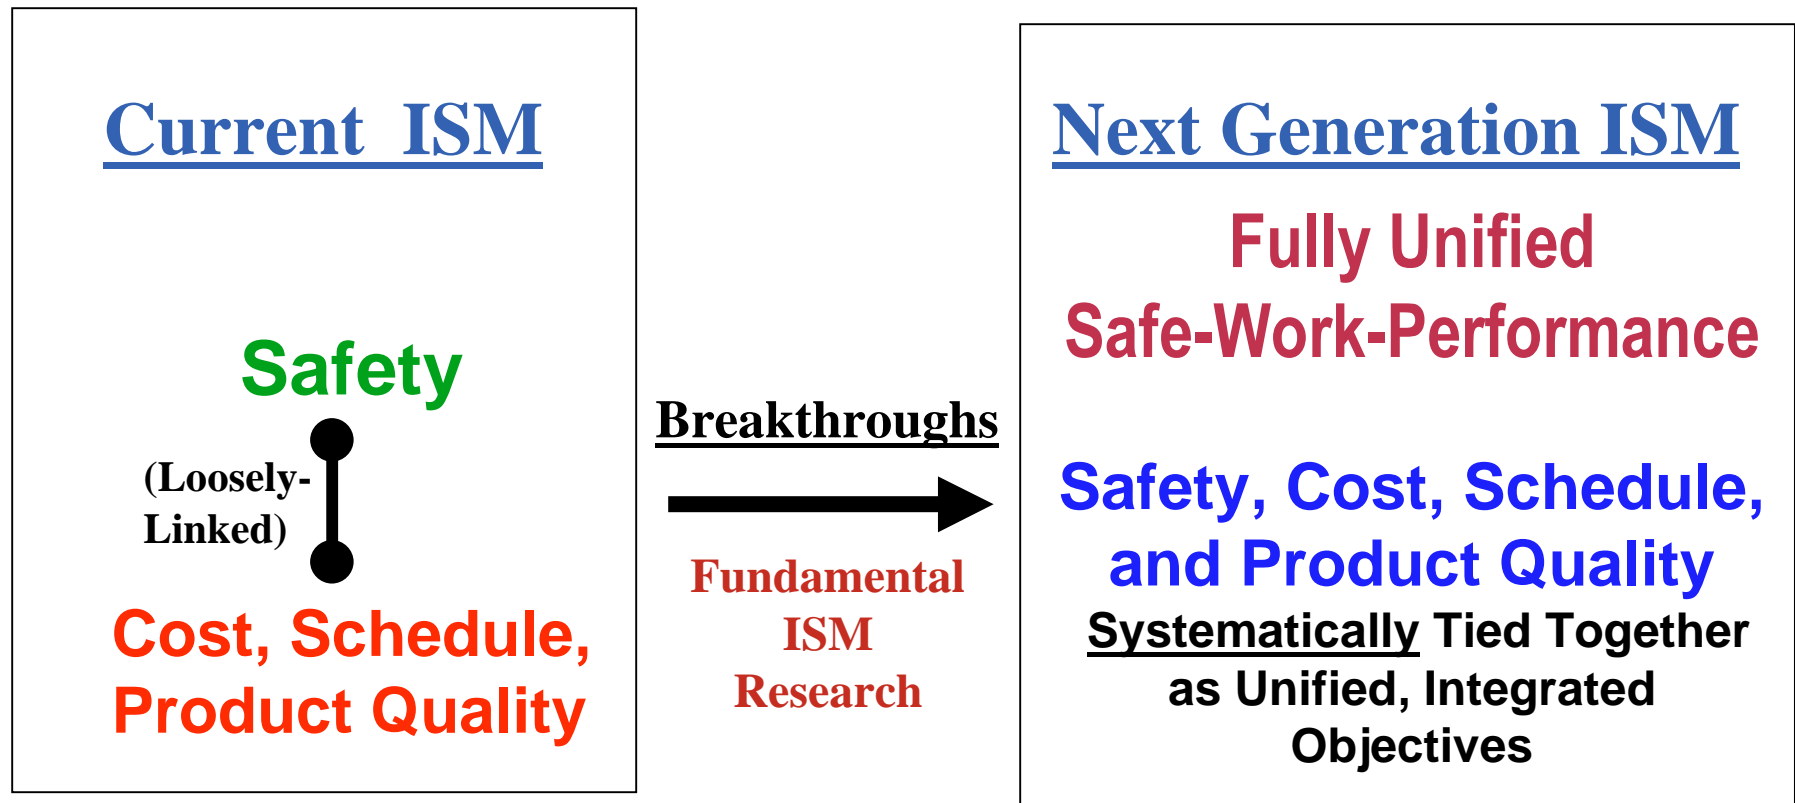 Current ISM
Safety
(Loosely-
Linked)
Cost, Schedule,
Product Quality
Breakthroughs
Fundamental
ISM
Research
Next Generation ISM
Fully Unified
Safe-Work-Performance
Safety, Cost, Schedule,
and Product Quality
Systematically Tied Together
as Unified, Integrated
Objectives